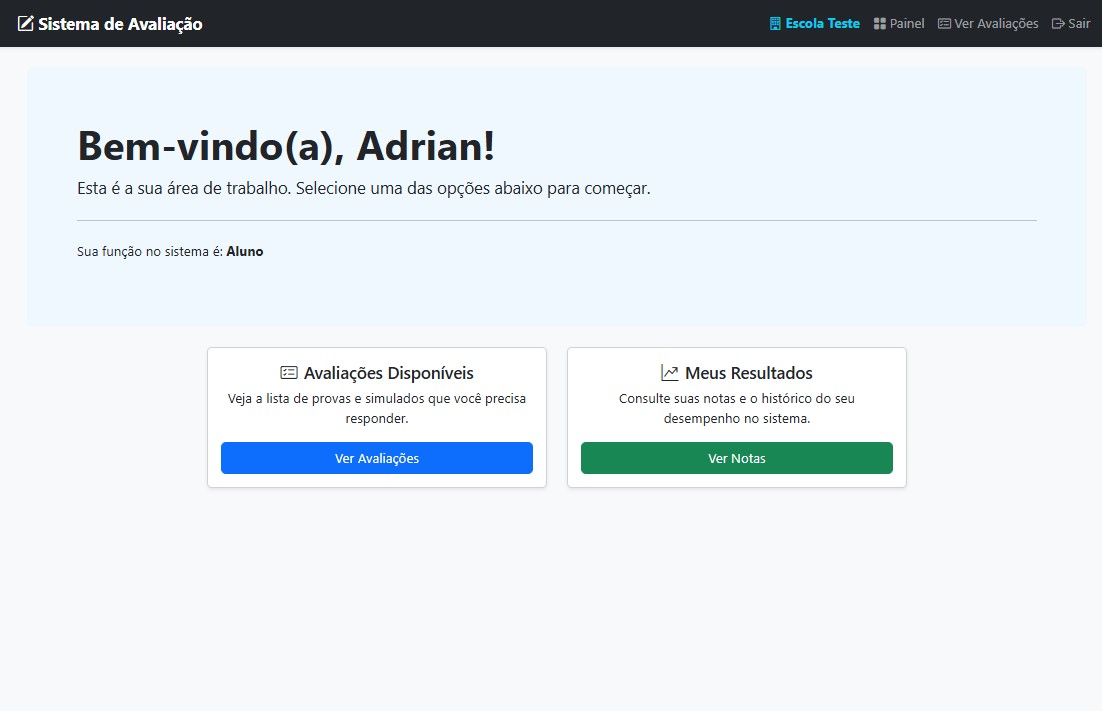 Sistema de Avaliação
Escola Teste Painel Ver Avaliações Sair
Bem-vindo(a), Adrian!
Esta é a sua área de trabalho. Selecione uma das opções abaixo para começar.
Sua função no sistema é: Aluno
Avaliações Disponíveis
Veja a lista de provas e simulados que você precisa
responder.
Ver Avaliações
Meus Resultados
Consulte suas notas e o histórico do seu
desempenho no sistema.
Ver Notas